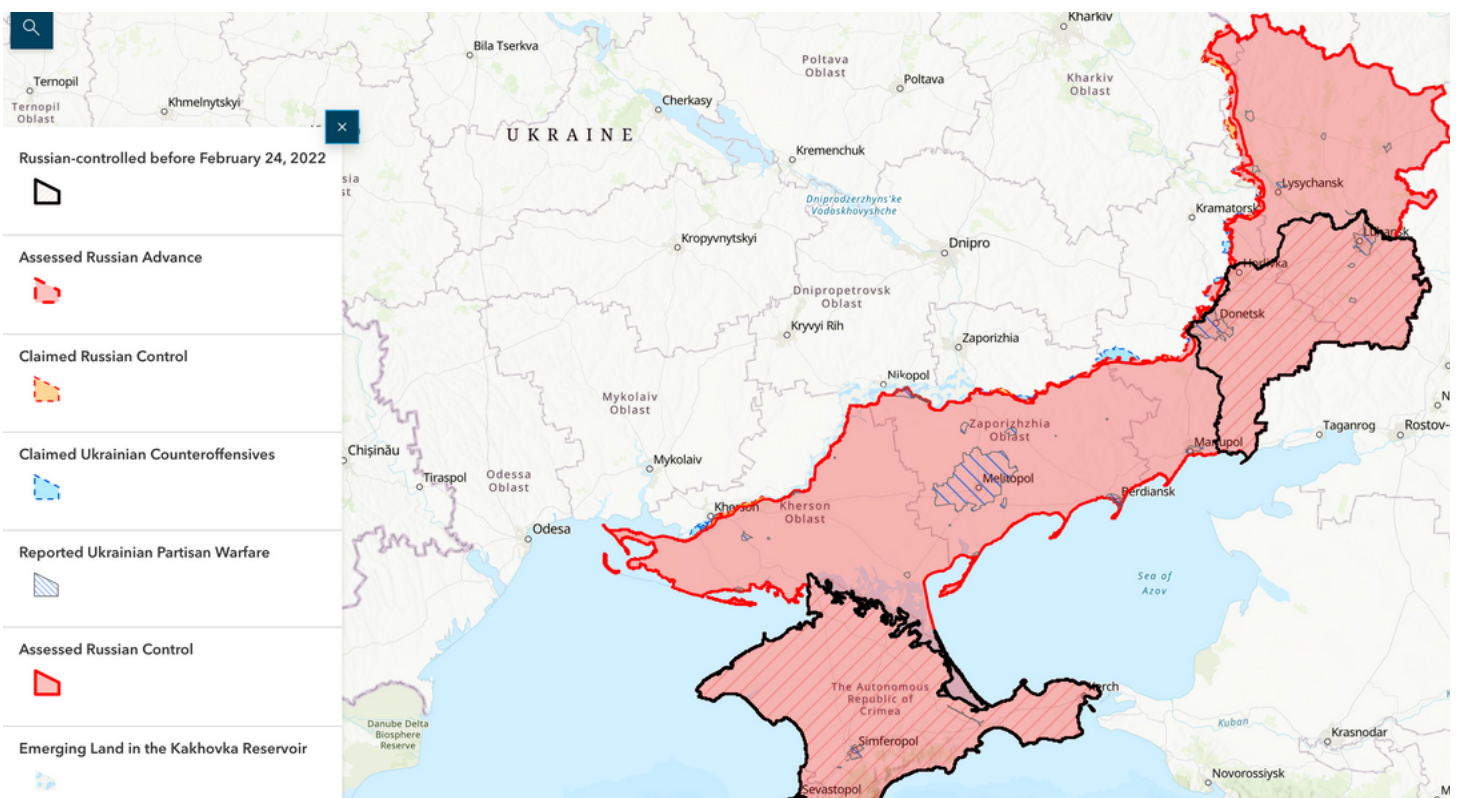 Kharkiv
Bila Tserkva
Poltava
Oblast
Ternopil
Poltava
Kharkiv
Oblast
Ternopil
Oblast
Khmelnytskyi
Cherkasy
UKRAINE
Russian-controlled before February 24, 2022
Kremenchuk
sia
st
Lysychansk
Dniprodzerzhyns'ke
Vodoskhovyshche
Kramatorsk
Assessed Russian Advance
Kropyvnytskyi
Dnipro
Luhansk
Horlivka
Dnipropetrovsk
Oblast
Donetsk
Kryvyi Rih
Zaporizhia
Claimed Russian Control
Nikopol
Mykolaiv
Oblast
N
Zaporizhzhia
Oblast
Taganrog
Rostov-
Mariupol
Claimed Ukrainian Counteroffensives
Chișinău
Mykolaiv
Tiraspol
Odessa
Oblast
Melitopol
Berdiansk
Kherson
Kherson
Oblast
Odesa
Reported Ukrainian Partisan Warfare
Sea of
Azov
Assessed Russian Control
The Autonomous
Republic of
Crimea
Kerch
Danube Delta
Biosphere
Reserve
Kuban
Krasnodar
Emerging Land in the Kakhovka Reservoir
Simferopol
Novorossiysk
Sevastopol
M